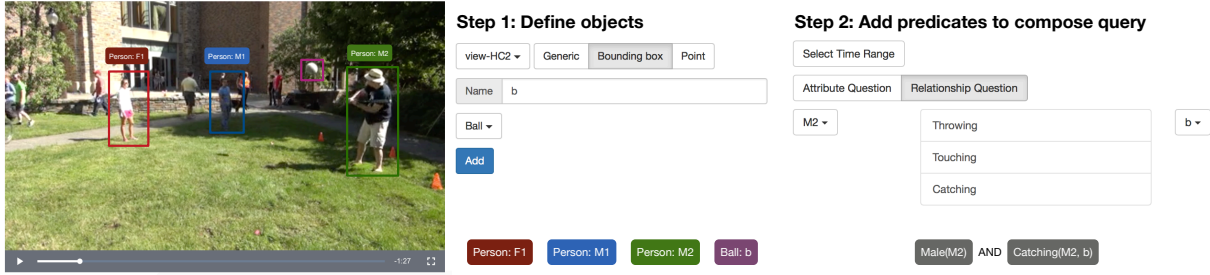 Person: F1
Person: M1
Person: M2
-1:27
Step 1: Define objects
view-HC2
Generic
Bounding box
Point
Name
b
Ball
Add
Person: F1
Person: M1
Person: M2
Ball: b
Step 2: Add predicates to compose query
Select Time Range
Attribute Question
Relationship Question
M2
Throwing
Touching
Catching
b
Male(M2) AND Catching(M2, b)